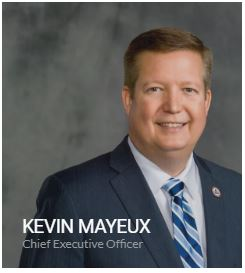 KEVIN MAYEUX
Chief Executive Officer